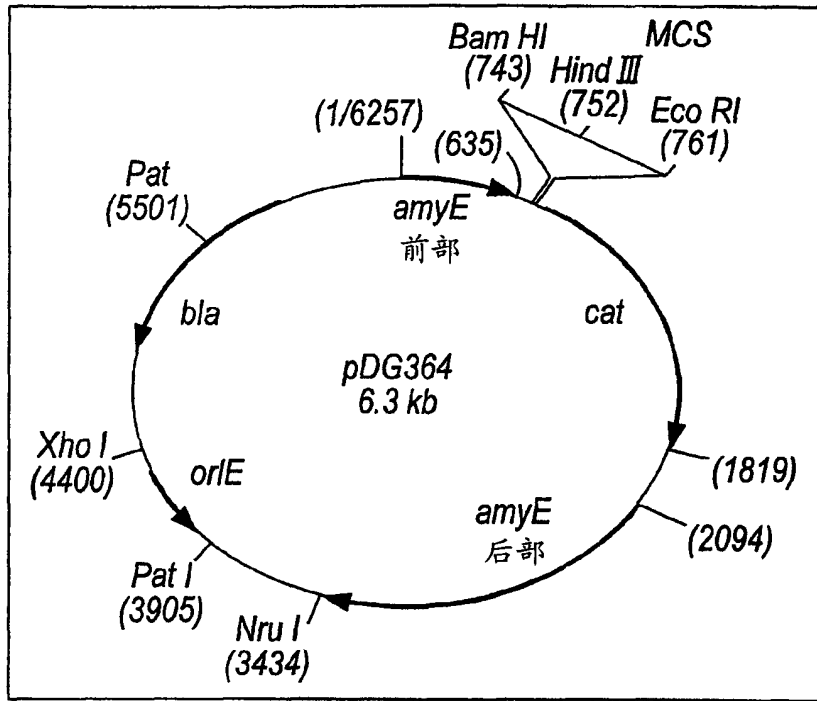 Bam HI
(743)
MCS
Hind III
(752)
Eco RI
(761)
(1/6257)
(635)
Pat
(5501)
amyE
前部
bla
cat
pDG364
6.3 kb
Xho I
(4400)
orlE
(1819)
amyE
后部
(2094)
Pat I
(3905)
Nru I
(3434)